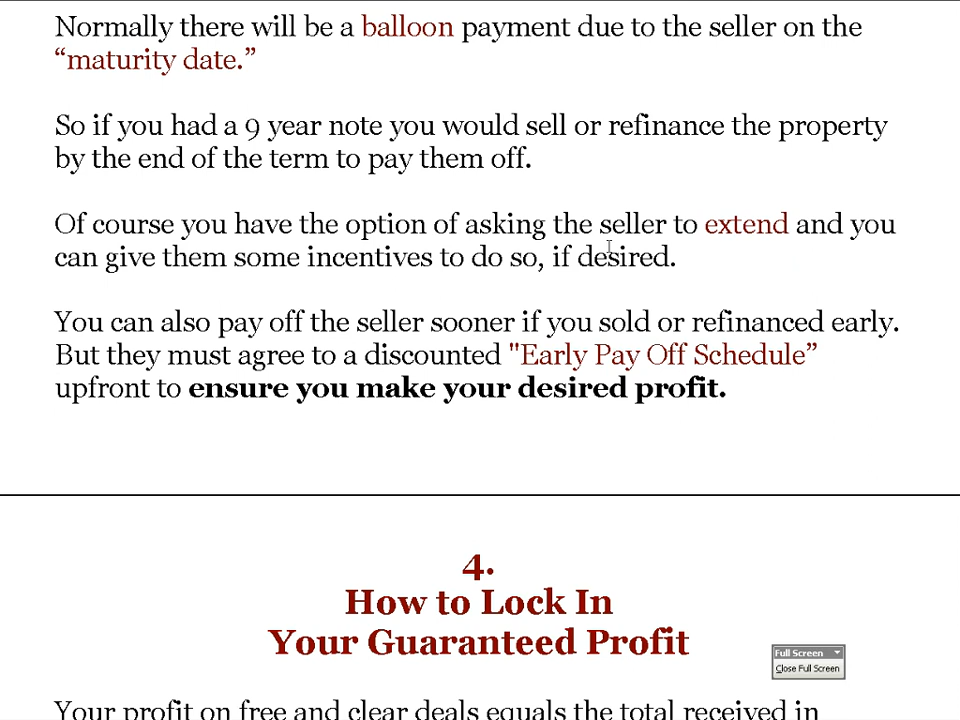 Normally there will be a balloon payment due to the seller on the
“maturity date.”
So if you had a 9 year note you would sell or refinance the property
by the end of the term to pay them off.
Of course you have the option of asking the seller to extend and you
can give them some incentives to do so, if desired.
You can also pay off the seller sooner if you sold or refinanced early.
But they must agree to a discounted "Early Pay Off Schedule”
upfront to ensure you make your desired profit.
4.
How to Lock In
Your Guaranteed Profit
Full Screen
Close Full Screen
Your profit on free and clear deals equals the total received in